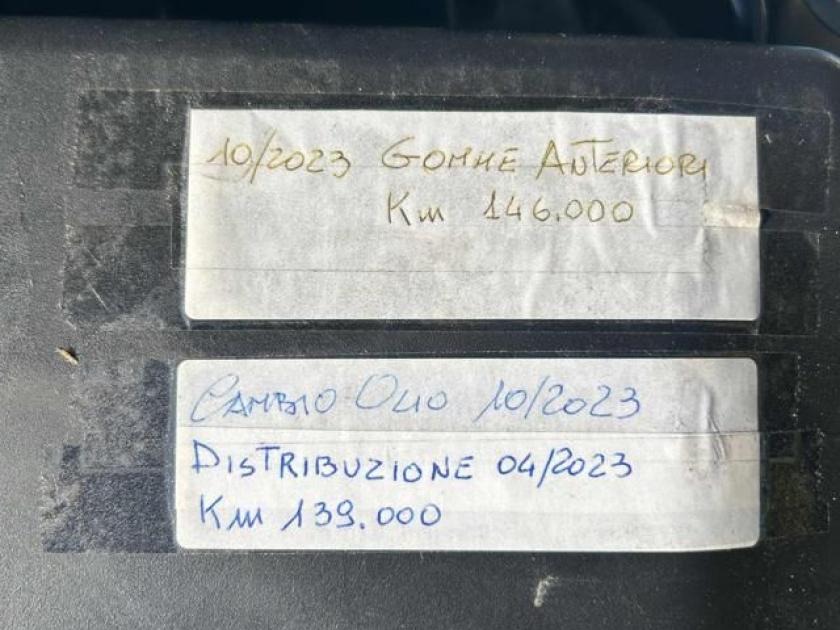 10/2023 GOMME ANTERIORI
Km 146.000
CAMBIO OLIO 10/2023
DISTRIBUZIONE 04/2023
Km 139.000